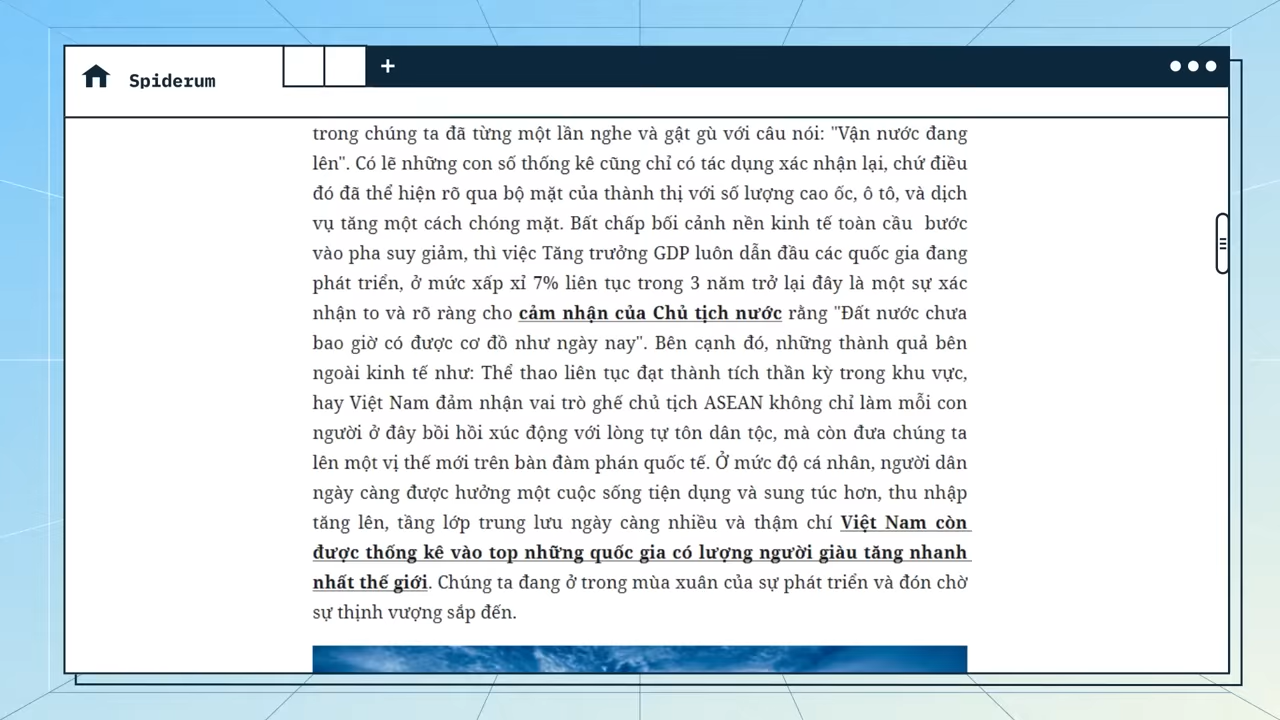 Spiderum
trong chúng ta đã từng một lần nghe và gật gù với câu nói: "Vận nước đang
lên". Có lẽ những con số thống kê cũng chỉ có tác dụng xác nhận lại, chứ điều
đó đã thể hiện rõ qua bộ mặt của thành thị với số lượng cao ốc, ô tô, và dịch
vụ tăng một cách chóng mặt. Bất chấp bối cảnh nền kinh tế toàn cầu  bước
vào pha suy giảm, thì việc Tăng trưởng GDP luôn dẫn đầu các quốc gia đang
phát triển, ở mức xấp xỉ 7% liên tục trong 3 năm trở lại đây là một sự xác
nhận to và rõ ràng cho cảm nhận của Chủ tịch nước rằng "Đất nước chưa
bao giờ có được cơ đồ như ngày nay". Bên cạnh đó, những thành quả bên
ngoài kinh tế như: Thể thao liên tục đạt thành tích thần kỳ trong khu vực,
hay Việt Nam đảm nhận vai trò ghế chủ tịch ASEAN không chỉ làm mỗi con
người ở đây bồi hồi xúc động với lòng tự tôn dân tộc, mà còn đưa chúng ta
lên một vị thế mới trên bàn đàm phán quốc tế. Ở mức độ cá nhân, người dân
ngày càng được hưởng một cuộc sống tiện dụng và sung túc hơn, thu nhập
tăng lên, tầng lớp trung lưu ngày càng nhiều và thậm chí Việt Nam còn
được thống kê vào top những quốc gia có lượng người giàu tăng nhanh
nhất thế giới. Chúng ta đang ở trong mùa xuân của sự phát triển và đón chờ
sự thịnh vượng sắp đến.